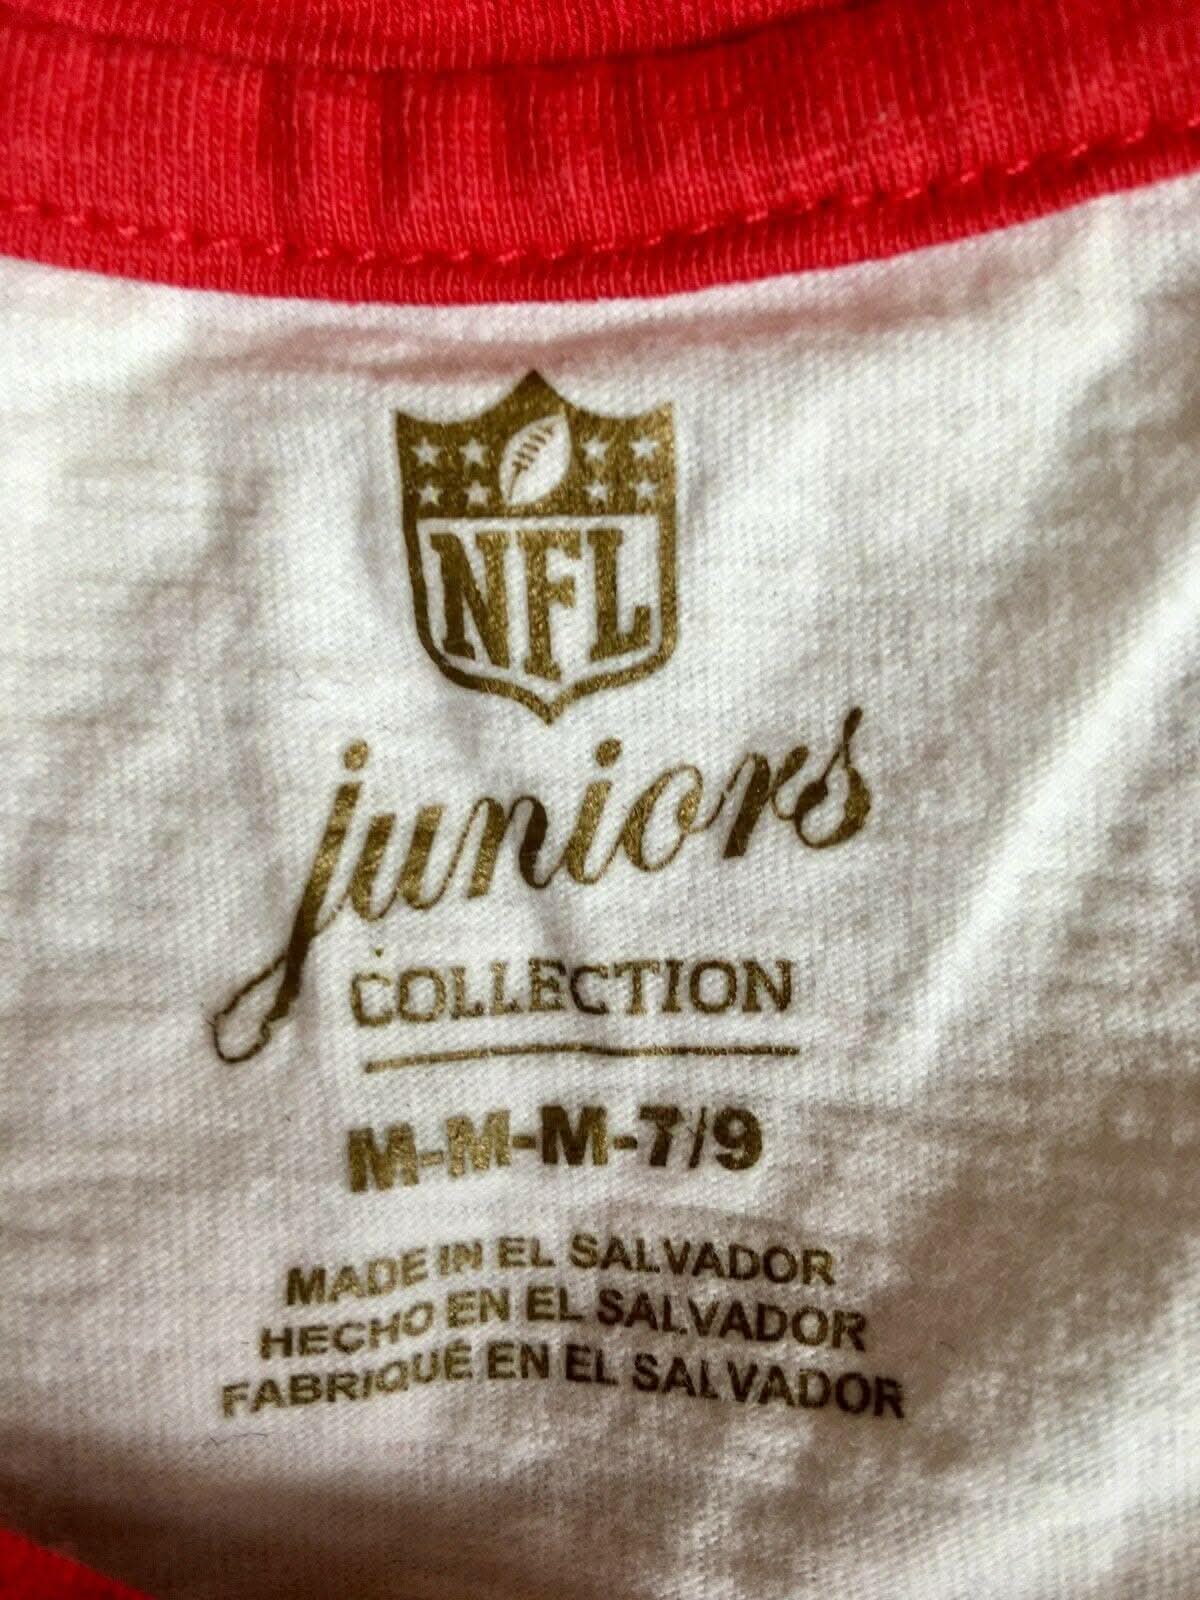 NFL
juniors
COLLECTION
M-M-M-7/9
MADE IN EL SALVADOR
HECHO EN EL SALVADOR
FABRIQUÉ EN EL SALVADOR